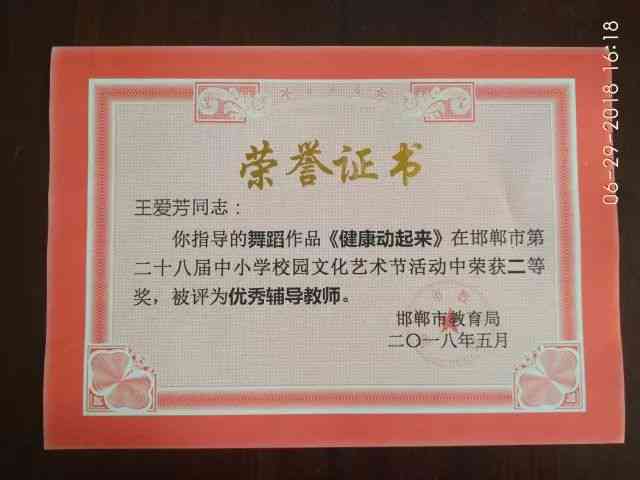 荣誉证书
王爱芳同志：
你指导的舞蹈作品《健康动起来》在邯郸市第
二十八届中小学校园文化艺术节活动中荣获二等
奖，被评为优秀辅导教师。
邯郸市教育局
二〇一八年五月
06-29-2018 16:18